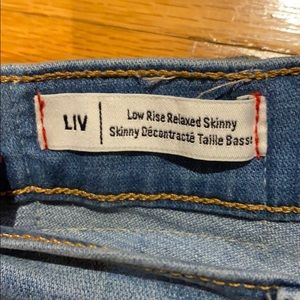 LIV
Low Rise Relaxed Skinny
Skinny Décontracté Taille Basse